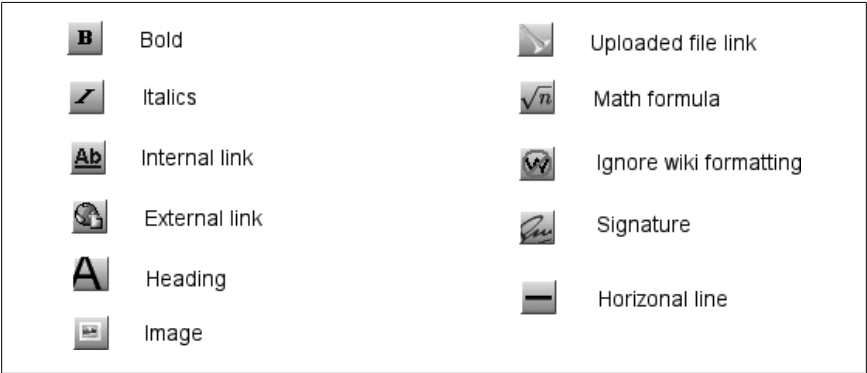 B Bold
I Italics
Ab Internal link
External link
A Heading
Image
Uploaded file link
√n Math formula
W Ignore wiki formatting
Signature
Horizonal line